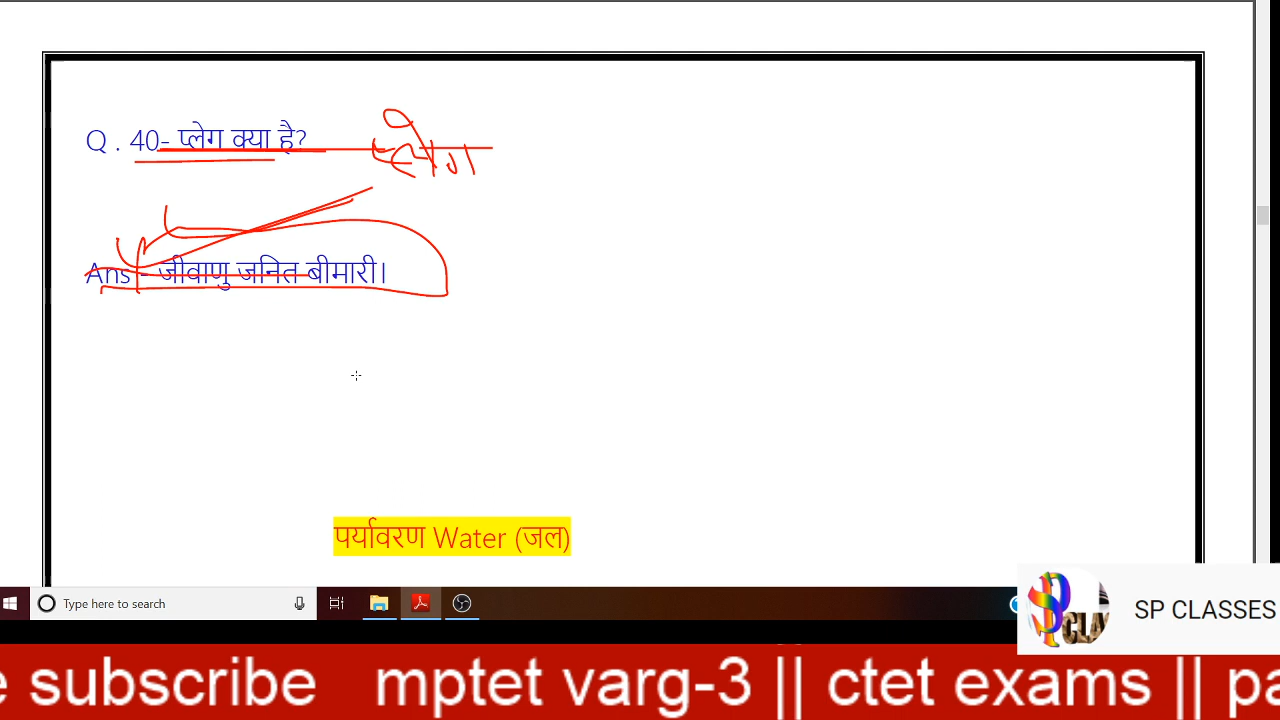 Q . 40- प्लेग क्या है?
Ans - जीवाणु जनित बीमारी।
पर्यावरण Water (जल)
Type here to search
SP CLASSES
e subscribe mptet varg-3 || ctet exams || pa